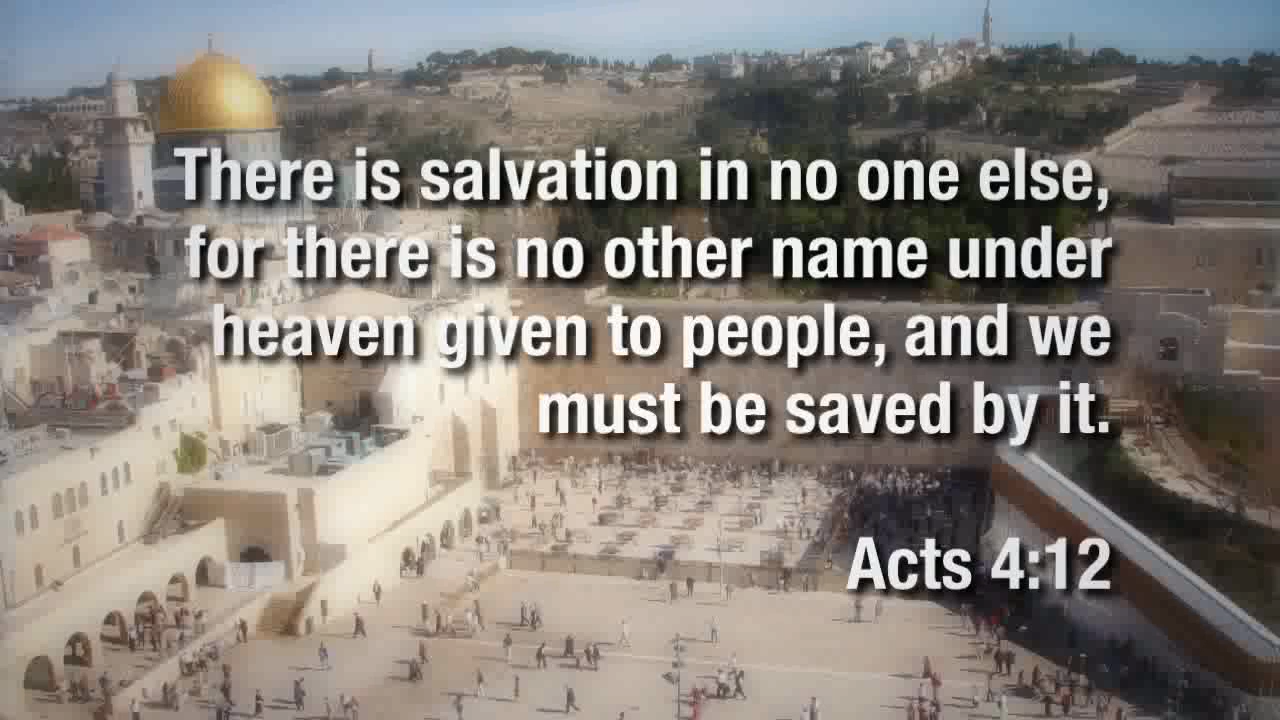 There is salvation in no one else,
for there is no other name under
heaven given to people, and we
must be saved by it.
Acts 4:12